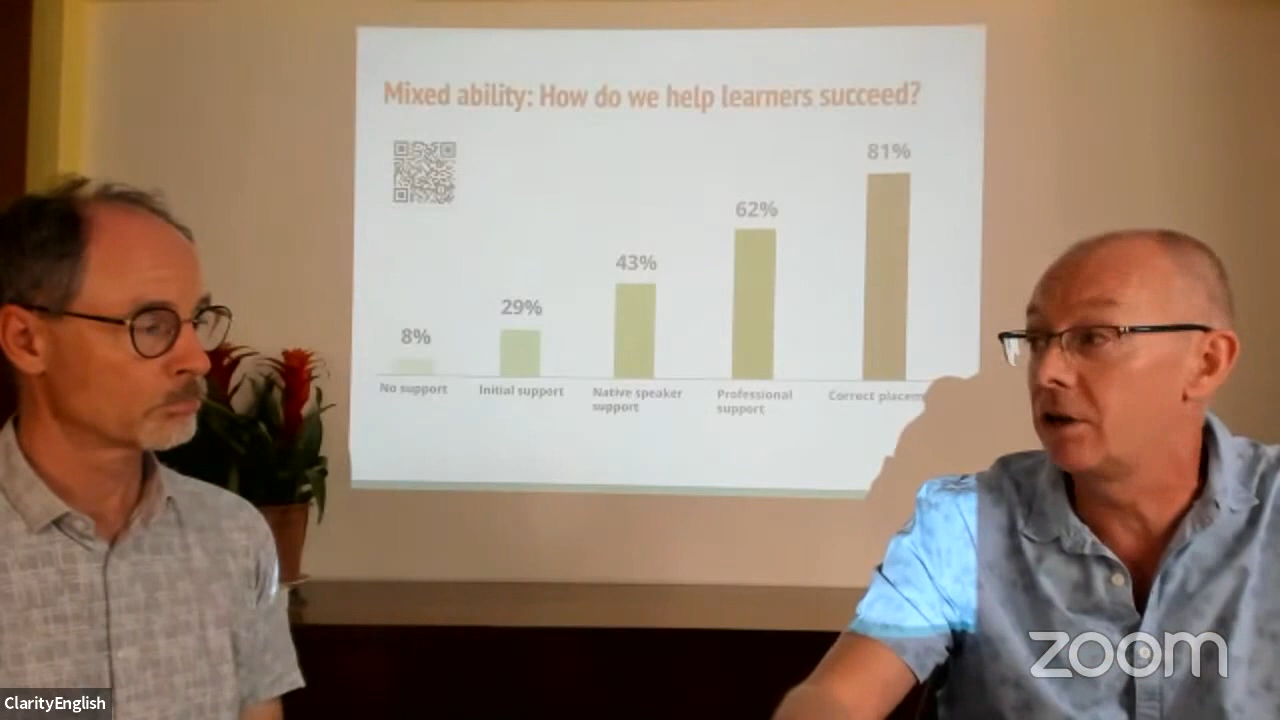 Mixed ability: How do we help learners succeed?
81%
62%
43%
29%
8%
No support
Initial support
Native speaker
support
Professional
support
Correct
zoom
ClarityEnglish